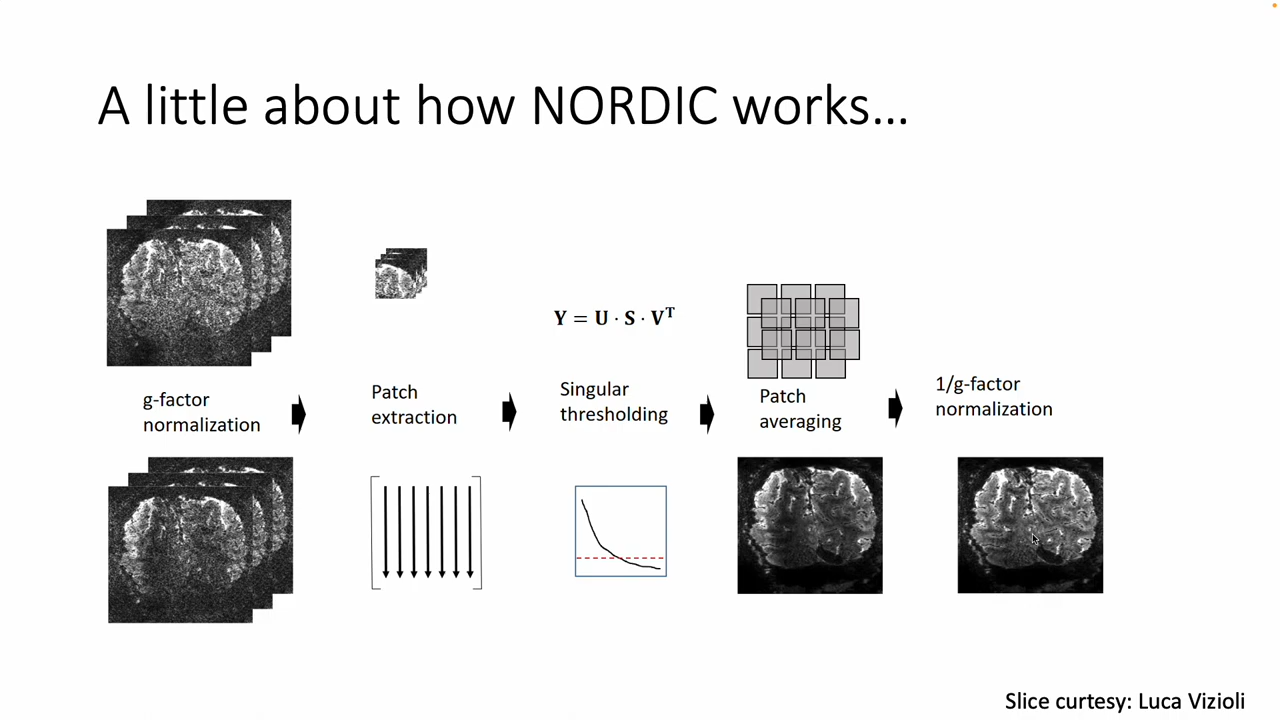 A little about how NORDIC works...
Y = U · S · Vᵀ
g-factor
normalization
Patch
extraction
Singular
thresholding
Patch
averaging
1/g-factor
normalization
Slice curtesy: Luca Vizioli